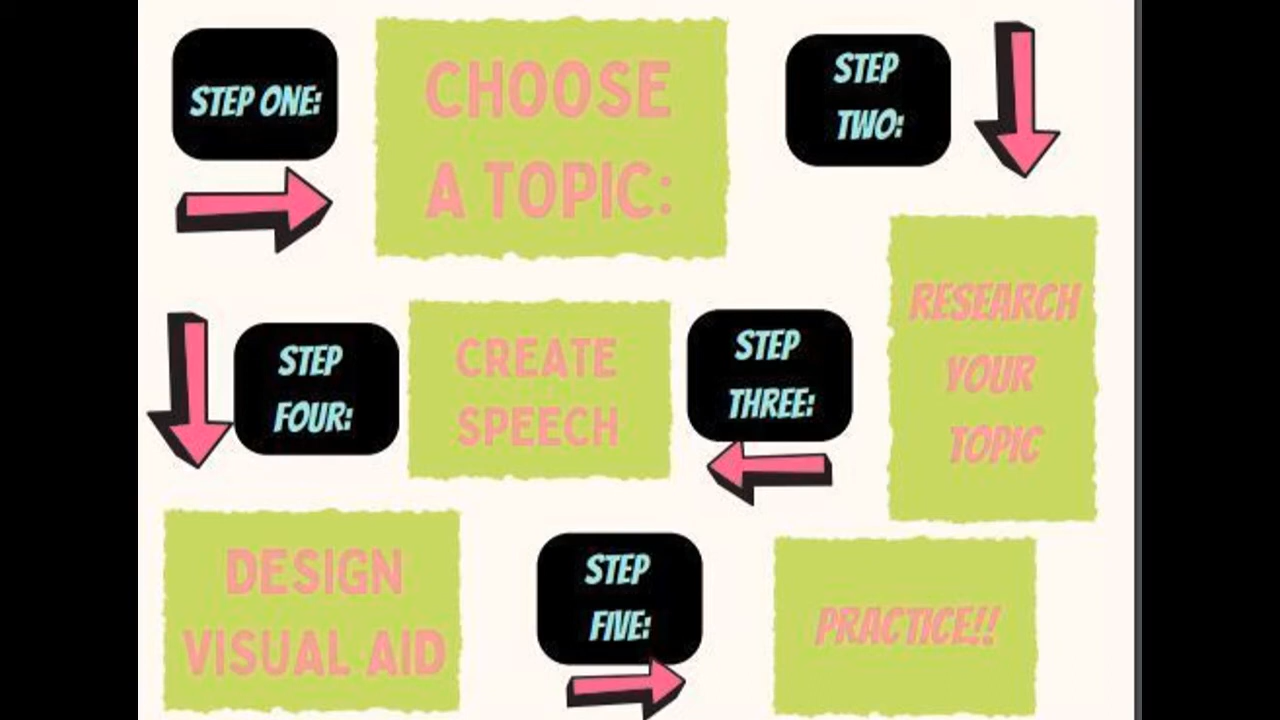 STEP ONE:
CHOOSE
A TOPIC:
STEP
TWO:
RESEARCH
YOUR
TOPIC
STEP
THREE:
CREATE
SPEECH
STEP
FOUR:
DESIGN
VISUAL AID
STEP
FIVE:
PRACTICE!!